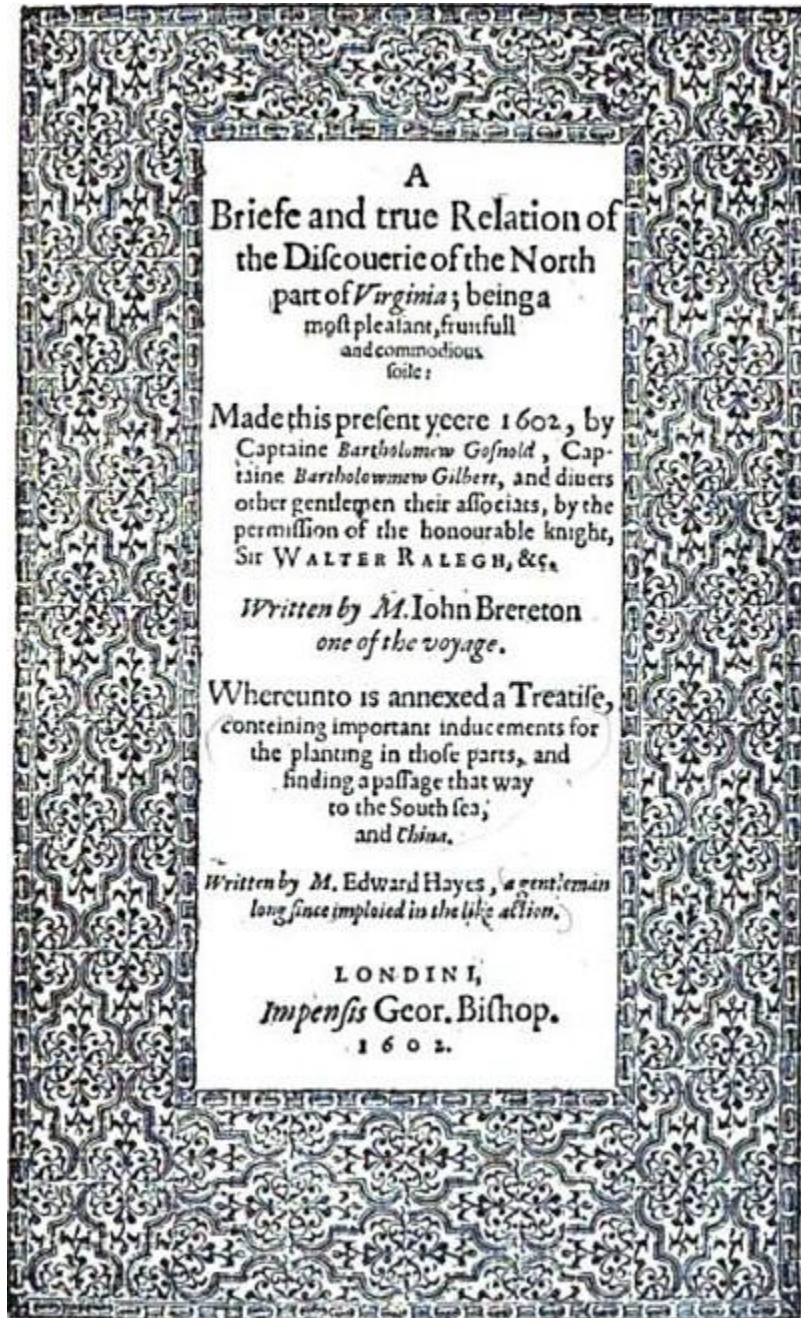 A
Briefe and true Relation of
the Diſcouerie of the North
part of Virginia; being a
moſt pleaſant, fruitfull
and commodious
ſoile:
Made this preſent yeere 1602, by
Captaine Bartholomew Goſnold, Cap-
taine Bartholowmew Gilbert, and diuers
other gentlemen their aſſociats, by the
permiſſion of the honourable knight,
Sir WALTER RALEGH, &c.
Written by M. Iohn Brereton
one of the voyage.
Whereunto is annexed a Treatiſe,
conteining important inducements for
the planting in thoſe parts, and
finding a paſſage that way
to the South ſea,
and China.
Written by M. Edward Hayes, a gentleman
long ſince imploied in the like action.
LONDINI,
Impenſis Geor. Biſhop.
1602.